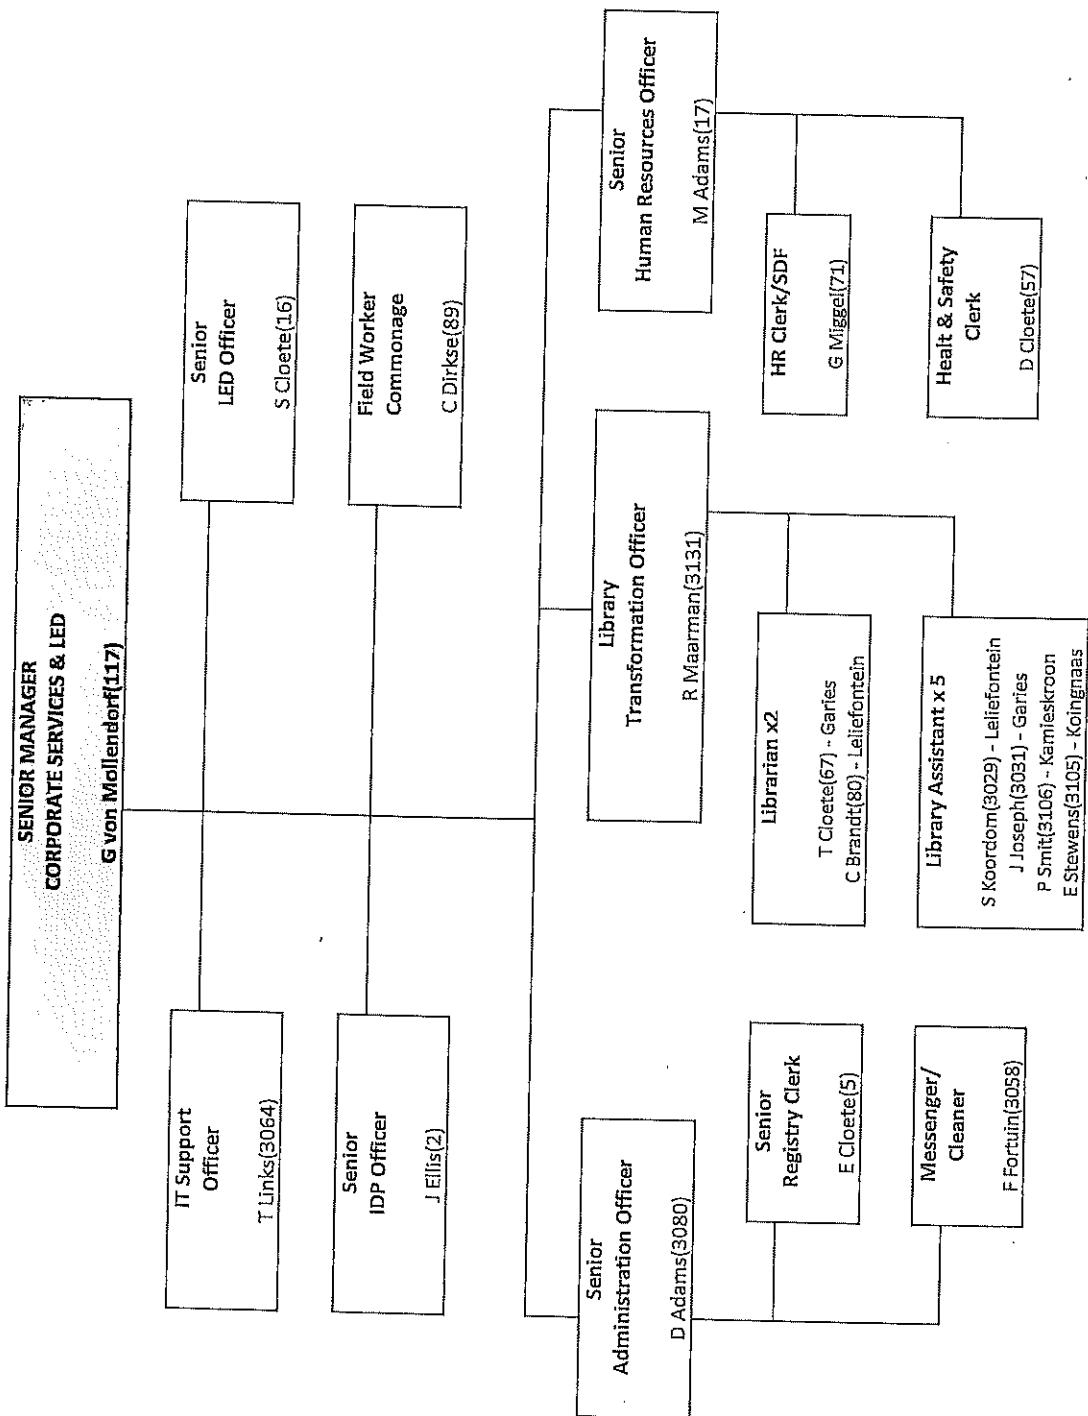 SENIOR MANAGER
CORPORATE SERVICES & LED
G Von Mollendorf(117)
IT Support
Officer
T Links(3064)
Senior
LED Officer
S Cloete(16)
Senior
IDP Officer
J Ellis(2)
Field Worker
Commonage
C Dirkse(89)
Senior
Administration Officer
D Adams(3080)
Library
Transformation Officer
R Maarman(3131)
Senior
Human Resources Officer
M Adams(17)
Senior
Registry Clerk
E Cloete(5)
Messenger/
Cleaner
F Fortuin(3058)
Librarian x2
T Cloete(67) - Garies
C Brandt(80) - Leliefontein
Library Assistant x 5
S Koordom(3029) - Leliefontein
J Joseph(3031) - Garies
P Smit(3106) - Kamieskroon
E Stewens(3105) - Koingnaas
HR Clerk/SDF
G Miggel(71)
Healt & Safety
Clerk
D Cloete(57)